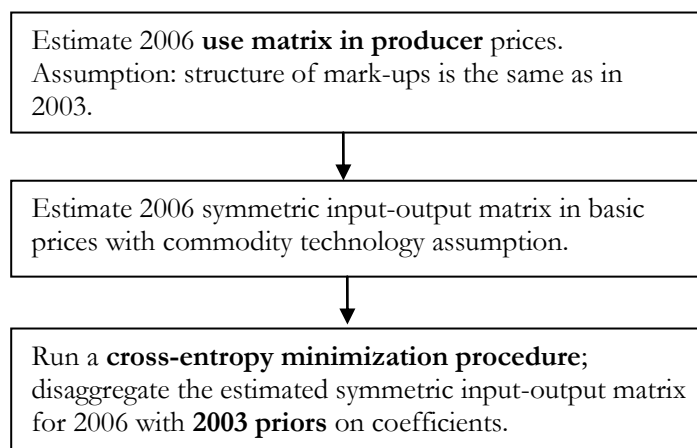 Estimate 2006 use matrix in producer prices.
Assumption: structure of mark-ups is the same as in
2003.
Estimate 2006 symmetric input-output matrix in basic
prices with commodity technology assumption.
Run a cross-entropy minimization procedure;
disaggregate the estimated symmetric input-output matrix
for 2006 with 2003 priors on coefficients.